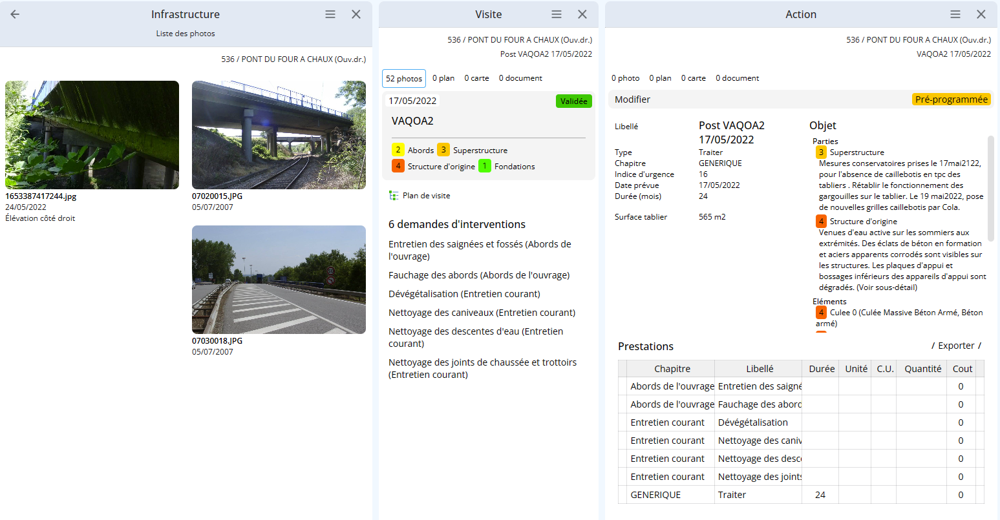 Infrastructure
Liste des photos
536 / PONT DU FOUR A CHAUX (Ouv.dr.)
1653387417244.jpg
24/05/2022
Élévation côté droit
07020015.JPG
05/07/2007
07030018.JPG
05/07/2007
Visite
536 / PONT DU FOUR A CHAUX (Ouv.dr.)
Post VAQOA2 17/05/2022
52 photos 0 plan 0 carte 0 document
17/05/2022 Validée
VAQOA2
2 Abords 3 Superstructure
4 Structure d'origine 1 Fondations
Plan de visite
6 demandes d'interventions
Entretien des saignées et fossés (Abords de
l'ouvrage)
Fauchage des abords (Abords de l'ouvrage)
Dévégétalisation (Entretien courant)
Nettoyage des caniveaux (Entretien courant)
Nettoyage des descentes d'eau (Entretien
courant)
Nettoyage des joints de chaussée et trottoirs
(Entretien courant)
Action
536 / PONT DU FOUR A CHAUX (Ouv.dr.)
VAQOA2 17/05/2022
0 photo 0 plan 0 carte 0 document
Modifier Pré-programmée
Libellé Post VAQOA2
17/05/2022
Type Traiter
Chapitre GENERIQUE
Indice d'urgence 16
Date prévue 17/05/2022
Durée (mois) 24
Surface tablier 565 m2
Objet
Parties
3 Superstructure
Mesures conservatoires prises le 17mai2122,
pour l'absence de caillebotis en tpc des
tabliers . Rétablir le fonctionnement des
gargouilles sur le tablier. Le 19 mai2022, pose
de nouvelles grilles caillebotis par Cola.
4 Structure d'origine
Venues d'eau active sur les sommiers aux
extrémités. Des éclats de béton en formation
et aciers apparents corrodés sont visibles sur
les structures. Les plaques d'appui et
bossages inférieurs des appareils d'appui sont
dégradés. (Voir sous-détail)
Eléments
4 Culee 0 (Culée Massive Béton Armé, Béton
armé)
Prestations / Exporter /
Chapitre Libellé Durée Unité C.U. Quantité Cout
Abords de l'ouvrage Entretien des saigné 0
Abords de l'ouvrage Fauchage des abord 0
Entretien courant Dévégétalisation 0
Entretien courant Nettoyage des caniv 0
Entretien courant Nettoyage des desc 0
Entretien courant Nettoyage des joints 0
GENERIQUE Traiter 24 0